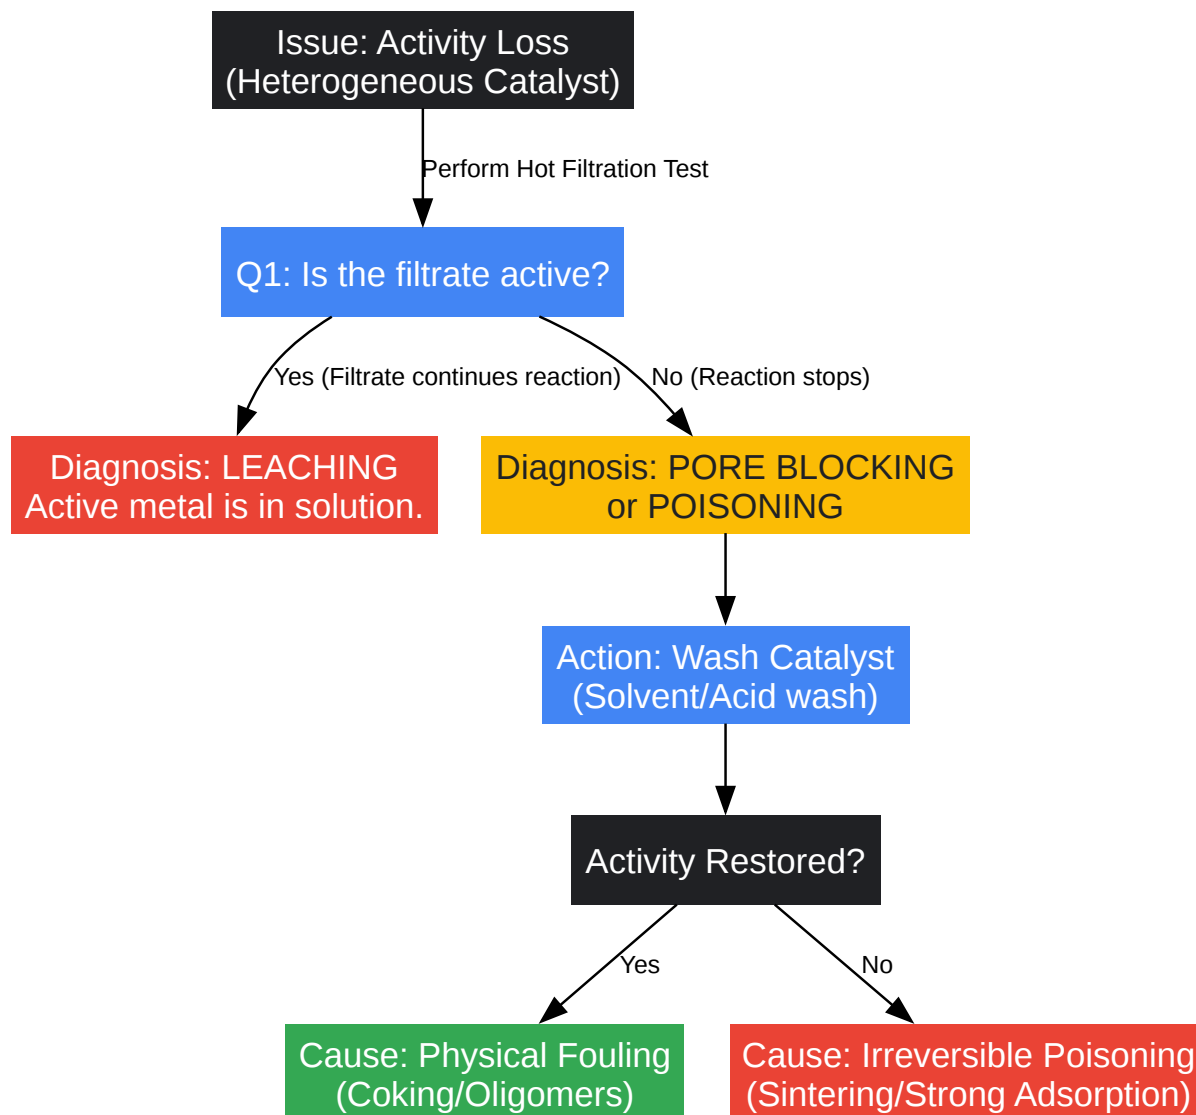 Issue: Activity Loss
(Heterogeneous Catalyst)
Perform Hot Filtration Test
Q1: Is the filtrate active?
Yes (Filtrate continues reaction)
No (Reaction stops)
Diagnosis: LEACHING
Active metal is in solution.
Diagnosis: PORE BLOCKING
or POISONING
Action: Wash Catalyst
(Solvent/Acid wash)
Activity Restored?
Yes
No
Cause: Physical Fouling
(Coking/Oligomers)
Cause: Irreversible Poisoning
(Sintering/Strong Adsorption)